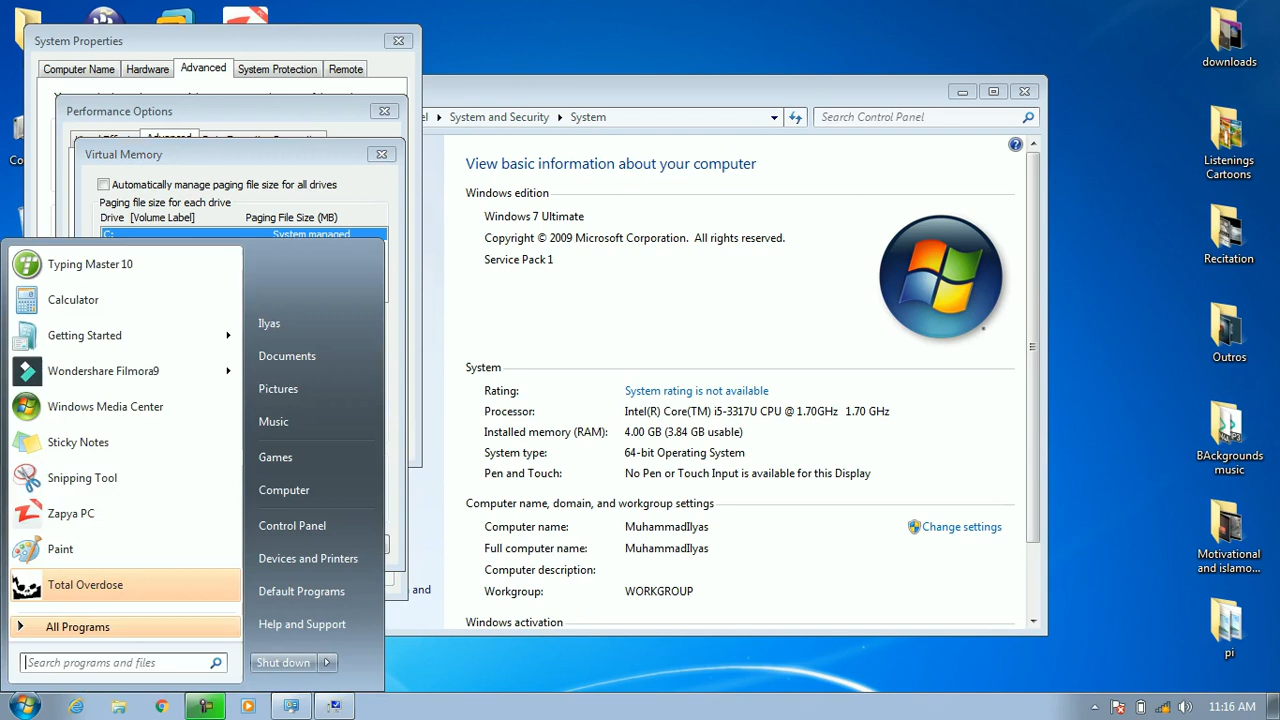 System Properties
Computer Name
Hardware
Advanced
System Protection
Remote
Performance Options
Advanced
Virtual Memory
Automatically manage paging file size for all drives
Paging file size for each drive
Drive [Volume Label]
Paging File Size (MB)
C:
System managed
Typing Master 10
Calculator
Getting Started
Wondershare Filmora9
Windows Media Center
Sticky Notes
Snipping Tool
Zapya PC
Paint
Total Overdose
All Programs
Search programs and files
Ilyas
Documents
Pictures
Music
Games
Computer
Control Panel
Devices and Printers
Default Programs
Help and Support
Shut down
and
System and Security
System
Search Control Panel
View basic information about your computer
Windows edition
Windows 7 Ultimate
Copyright © 2009 Microsoft Corporation. All rights reserved.
Service Pack 1
System
Rating:
System rating is not available
Processor:
Intel(R) Core(TM) i5-3317U CPU @ 1.70GHz 1.70 GHz
Installed memory (RAM):
4.00 GB (3.84 GB usable)
System type:
64-bit Operating System
Pen and Touch:
No Pen or Touch Input is available for this Display
Computer name, domain, and workgroup settings
Computer name:
MuhammadIlyas
Change settings
Full computer name:
MuhammadIlyas
Computer description:
Workgroup:
WORKGROUP
Windows activation
downloads
Listenings
Cartoons
Recitation
Outros
BAckgrounds
music
Motivational
and islamo...
pi
11:16 AM